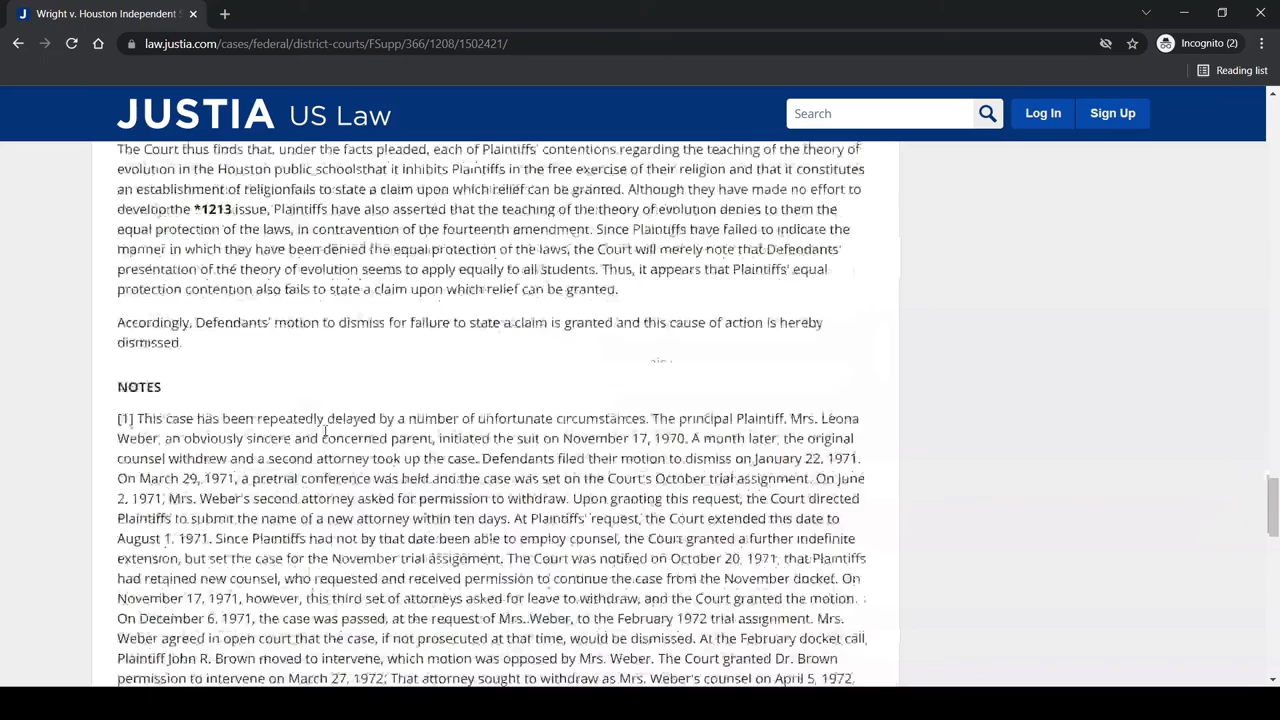 Wright v. Houston Independent S
law.justia.com/cases/federal/district-courts/FSupp/366/1208/1502421/
Incognito (2)
Reading list
JUSTIA US Law
Search
Log In
Sign Up
The Court thus finds that, under the facts pleaded, each of Plaintiffs' contentions regarding the teaching of the theory of
evolution in the Houston public schoolsthat it inhibits Plaintiffs in the free exercise of their religion and that it constitutes
an establishment of religionfails to state a claim upon which relief can be granted. Although they have made no effort to
develop the *1213 issue, Plaintiffs have also asserted that the teaching of the theory of evolution denies to them the
equal protection of the laws, in contravention of the fourteenth amendment. Since Plaintiffs have failed to indicate the
manner in which they have been denied the equal protection of the laws, the Court will merely note that Defendants'
presentation of the theory of evolution seems to apply equally to all students. Thus, it appears that Plaintiffs' equal
protection contention also fails to state a claim upon which relief can be granted.
Accordingly, Defendants' motion to dismiss for failure to state a claim is granted and this cause of action is hereby
dismissed.
NOTES
[1] This case has been repeatedly delayed by a number of unfortunate circumstances. The principal Plaintiff, Mrs. Leona
Weber, an obviously sincere and concerned parent, initiated the suit on November 17, 1970. A month later, the original
counsel withdrew and a second attorney took up the case. Defendants filed their motion to dismiss on January 22, 1971.
On March 29, 1971, a pretrial conference was held and the case was set on the Court's October trial assignment. On June
2, 1971, Mrs. Weber's second attorney asked for permission to withdraw. Upon granting this request, the Court directed
Plaintiffs to submit the name of a new attorney within ten days. At Plaintiffs' request, the Court extended this date to
August 1, 1971. Since Plaintiffs had not by that date been able to employ counsel, the Court granted a further indefinite
extension, but set the case for the November trial assignment. The Court was notified on October 20, 1971, that Plaintiffs
had retained new counsel, who requested and received permission to continue the case from the November docket. On
November 17, 1971, however, this third set of attorneys asked for leave to withdraw, and the Court granted the motion.
On December 6, 1971, the case was passed, at the request of Mrs. Weber, to the February 1972 trial assignment. Mrs.
Weber agreed in open court that the case, if not prosecuted at that time, would be dismissed. At the February docket call,
Plaintiff John R. Brown moved to intervene, which motion was opposed by Mrs. Weber. The Court granted Dr. Brown
permission to intervene on March 27, 1972. That attorney sought to withdraw as Mrs. Weber's counsel on April 5, 1972,